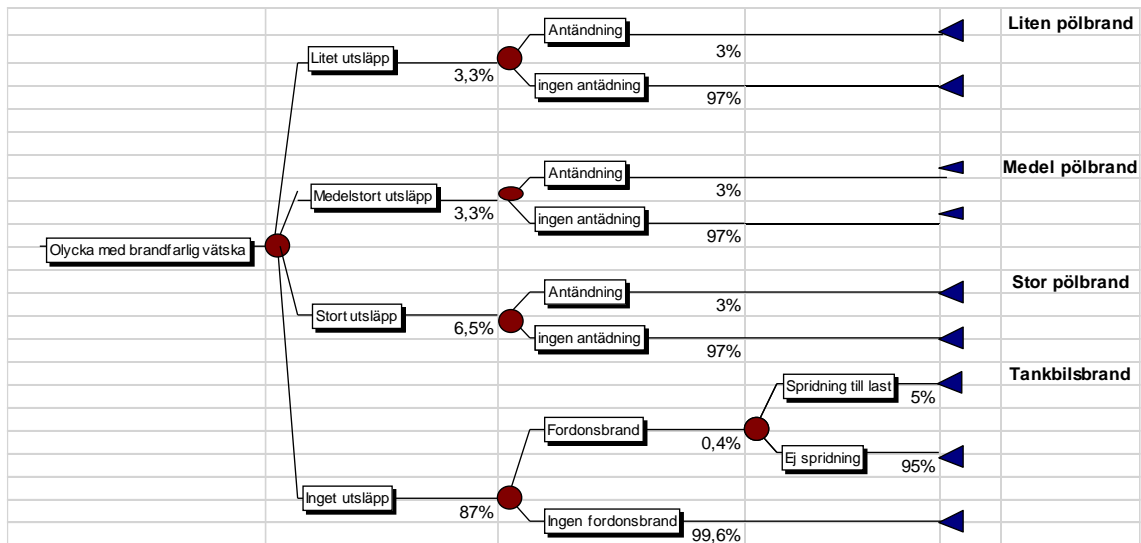 Liten pölbrand
Antändning
3%
Litet utsläpp
3,3%
ingen antädning
97%
Medel pölbrand
Antändning
3%
Medelstort utsläpp
3,3%
ingen antädning
97%
Olycka med brandfarlig vätska
Stor pölbrand
Antändning
3%
Stort utsläpp
6,5%
ingen antädning
97%
Tankbilsbrand
Spridning till last
5%
Fordonsbrand
0,4%
Ej spridning
95%
Inget utsläpp
87%
Ingen fordonsbrand
99,6%